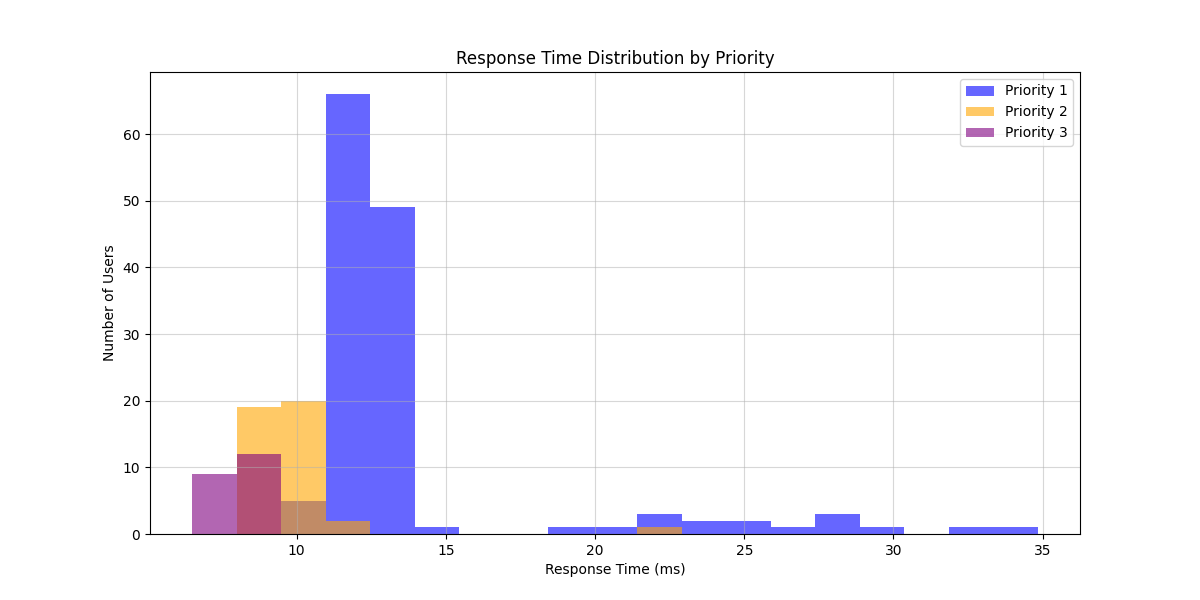 Response Time Distribution by Priority
Priority 1
Priority 2
Priority 3
Number of Users
60
50
40
30
20
10
0
10 15 20 25 30 35
Response Time (ms)